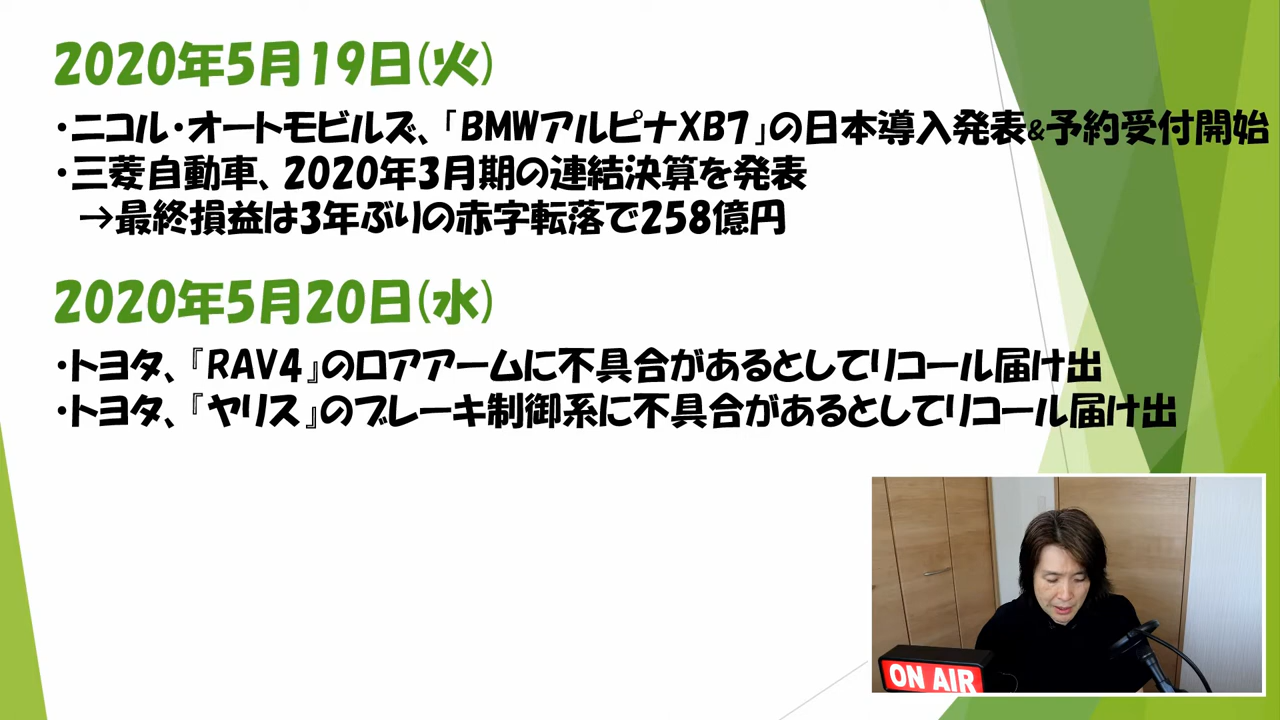 2020年5月19日(火)
・ニコル・オートモビルズ、「BMWアルピナXB7」の日本導入発表&予約受付開始
・三菱自動車、2020年3月期の連結決算を発表
→最終損益は3年ぶりの赤字転落で258億円
2020年5月20日(水)
・トヨタ、『RAV4』のロアアームに不具合があるとしてリコール届け出
・トヨタ、『ヤリス』のブレーキ制御系に不具合があるとしてリコール届け出
ON AIR